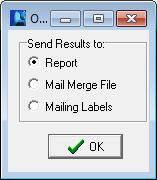 O...
Send Results to:
Report
Mail Merge File
Mailing Labels
OK